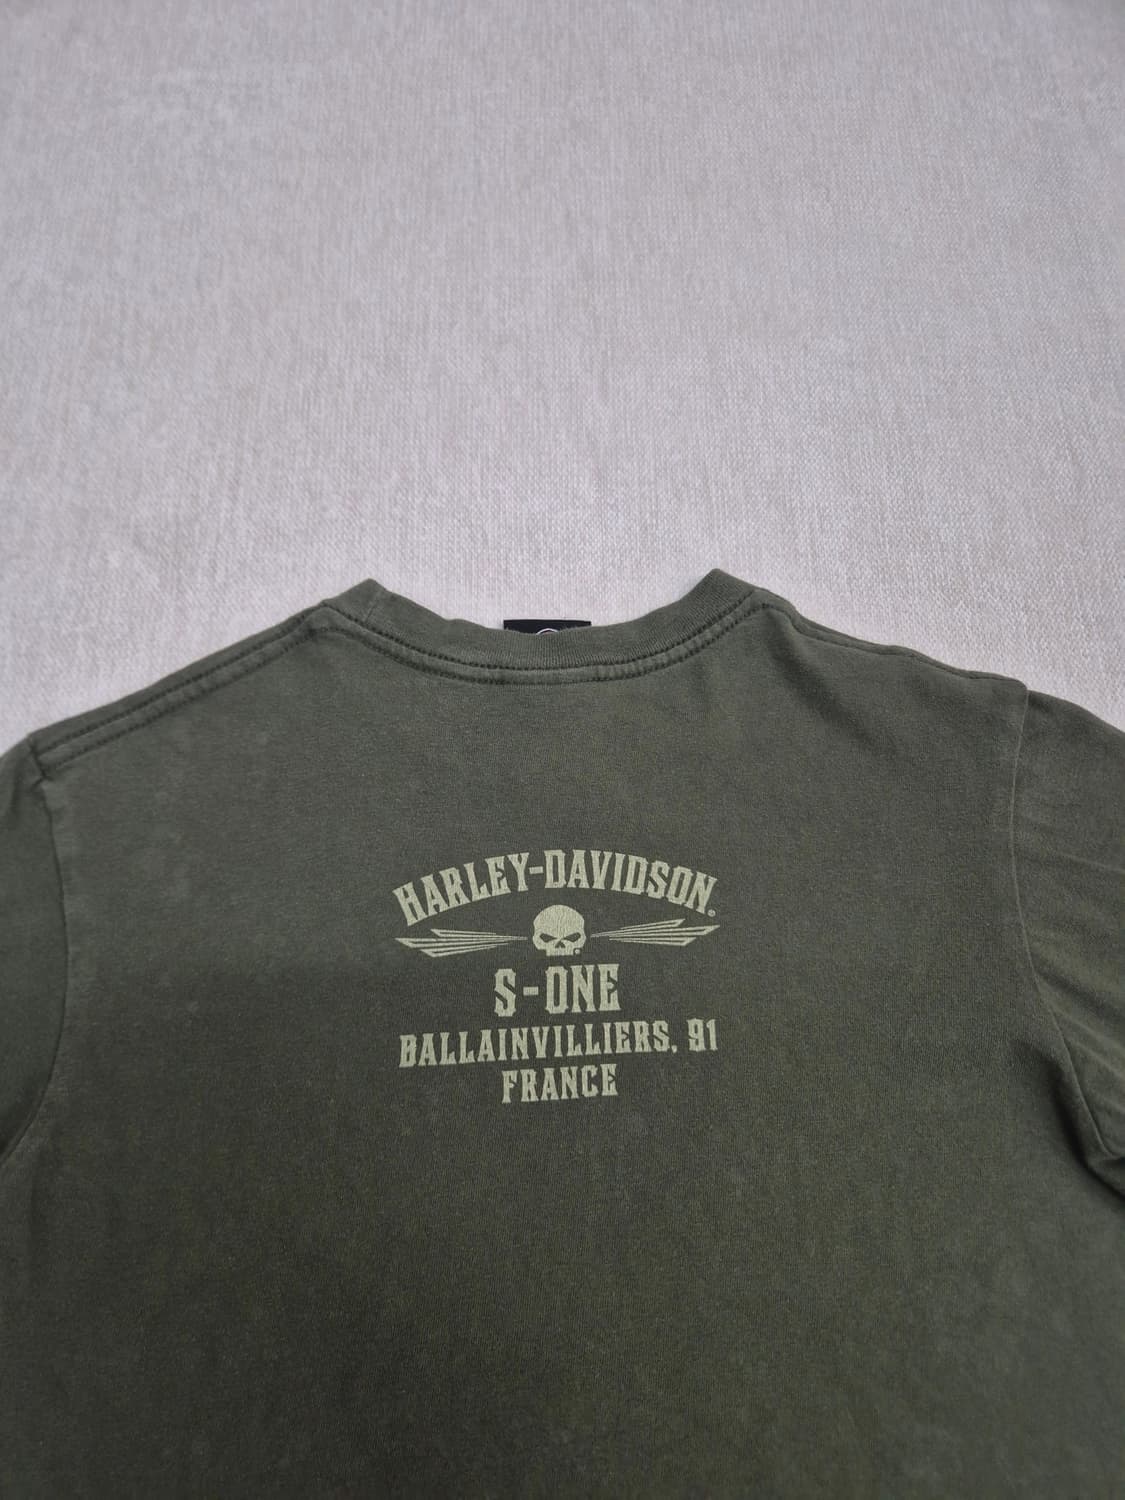 HARLEY-DAVIDSON®
S-ONE
BALLAINVILLIERS, 91
FRANCE